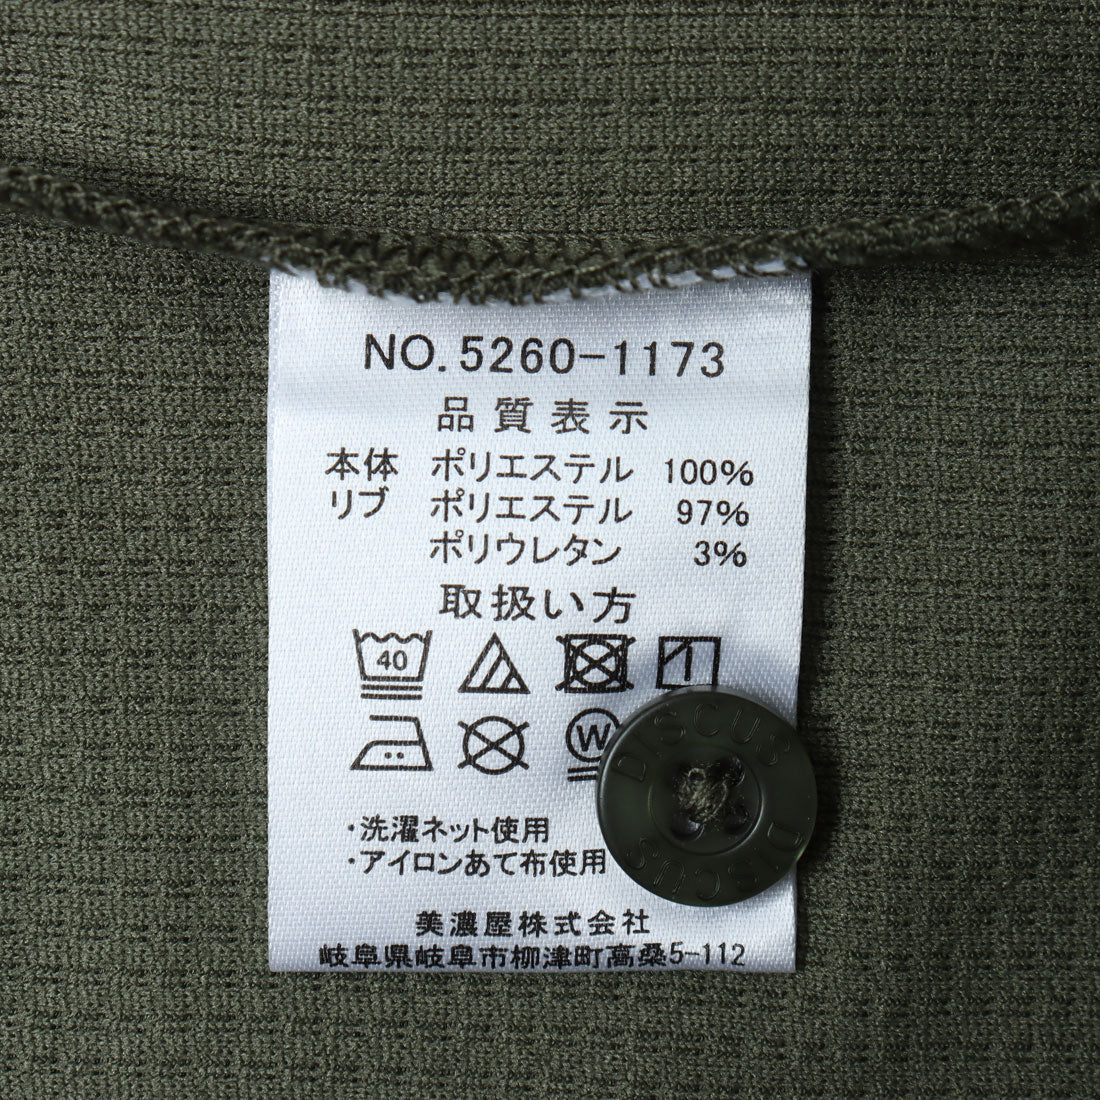 NO.5260-1173
品質表示
本体 ポリエステル 100%
リブ ポリエステル 97%
ポリウレタン 3%
取扱い方
40
W
・洗濯ネット使用
・アイロンあて布使用
DISCUS DISCUS
美濃屋株式会社
岐阜県岐阜市柳津町高桑5-112